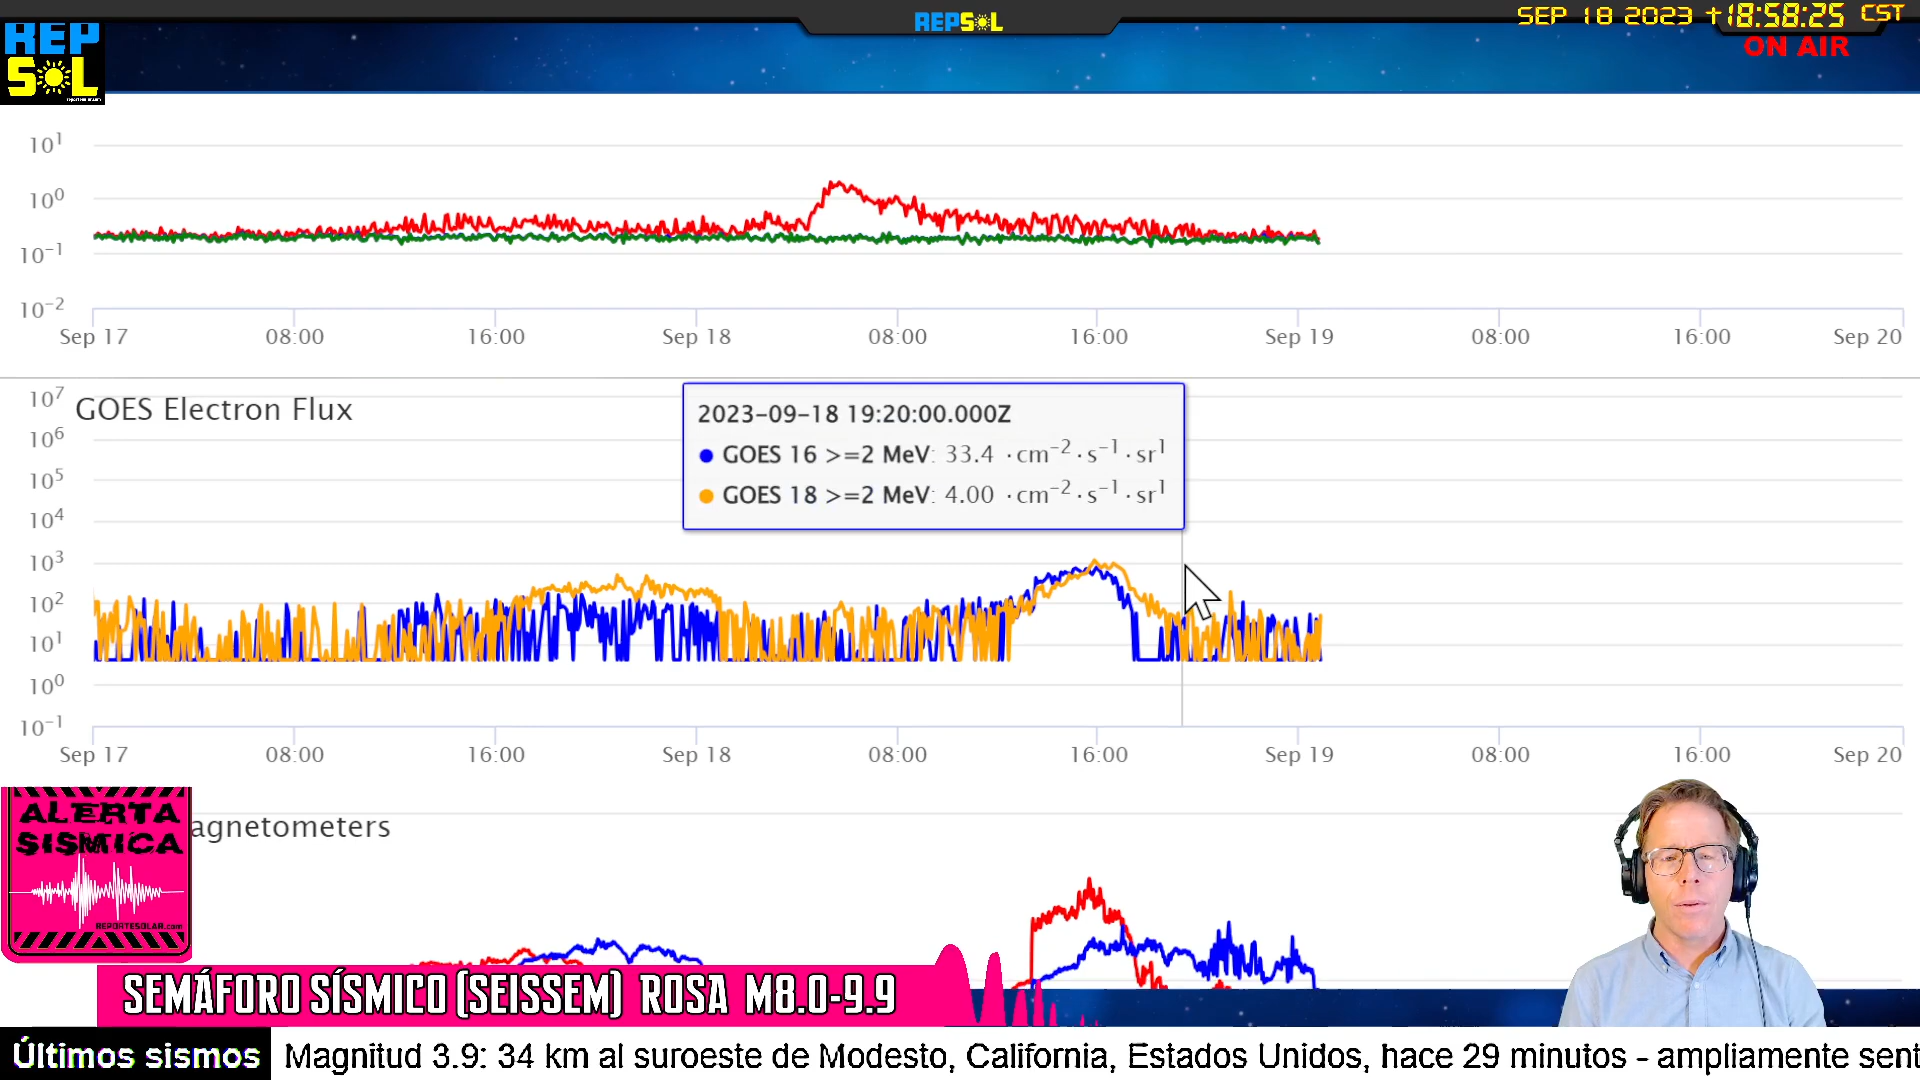 REPSOL
SEP 18 2023 +18:58:25 CST
ON AIR
REP
SOL
10¹
10⁰
10⁻¹
10⁻²
Sep 17 08:00 16:00 Sep 18 08:00 16:00 Sep 19 08:00 16:00 Sep 20
GOES Electron Flux
10⁷
10⁶
10⁵
10⁴
10³
10²
10¹
10⁰
10⁻¹
2023-09-18 19:20:00.000Z
GOES 16 >=2 MeV: 33.4 ·cm⁻²·s⁻¹·sr¹
GOES 18 >=2 MeV: 4.00 ·cm⁻²·s⁻¹·sr¹
Sep 17 08:00 16:00 Sep 18 08:00 16:00 Sep 19 08:00 16:00 Sep 20
agnetometers
ALERTA
SISMICA
REPORTESOLAR.com
SEMÁFORO SÍSMICO (SEISSEM) ROSA M8.0-9.9
Últimos sismos
Magnitud 3.9: 34 km al suroeste de Modesto, California, Estados Unidos, hace 29 minutos - ampliamente sent